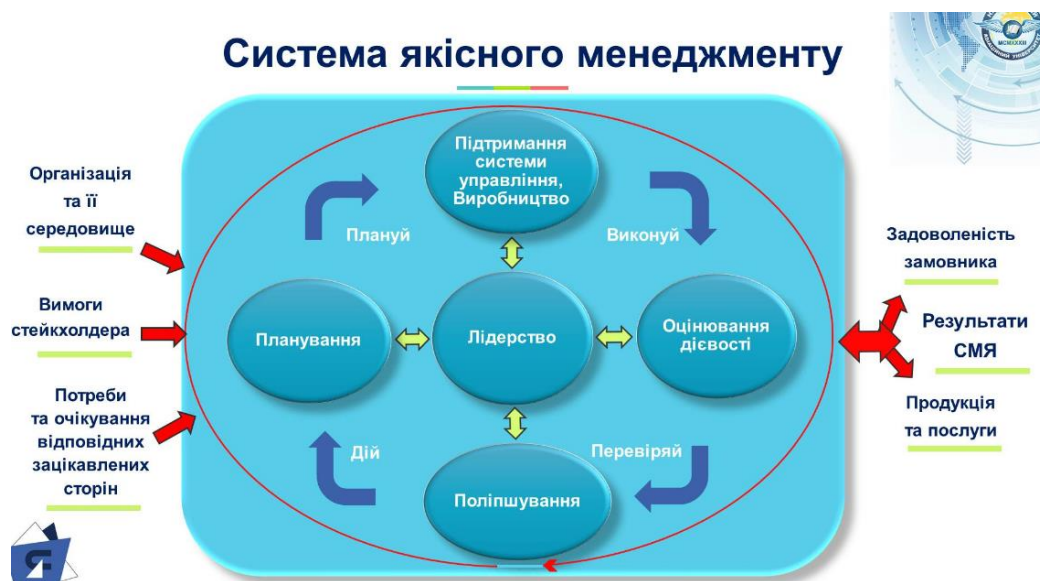 Система якісного менеджменту
Організація
та її
середовище
Вимоги
стейкхолдера
Потреби
та очікування
відповідних
зацікавлених
сторін
Підтримання
системи
управління,
Виробництво
Плануй
Виконуй
Планування
Лідерство
Оцінювання
дієвості
Дій
Перевіряй
Поліпшування
Задоволеність
замовника
Результати
СМЯ
Продукція
та послуги